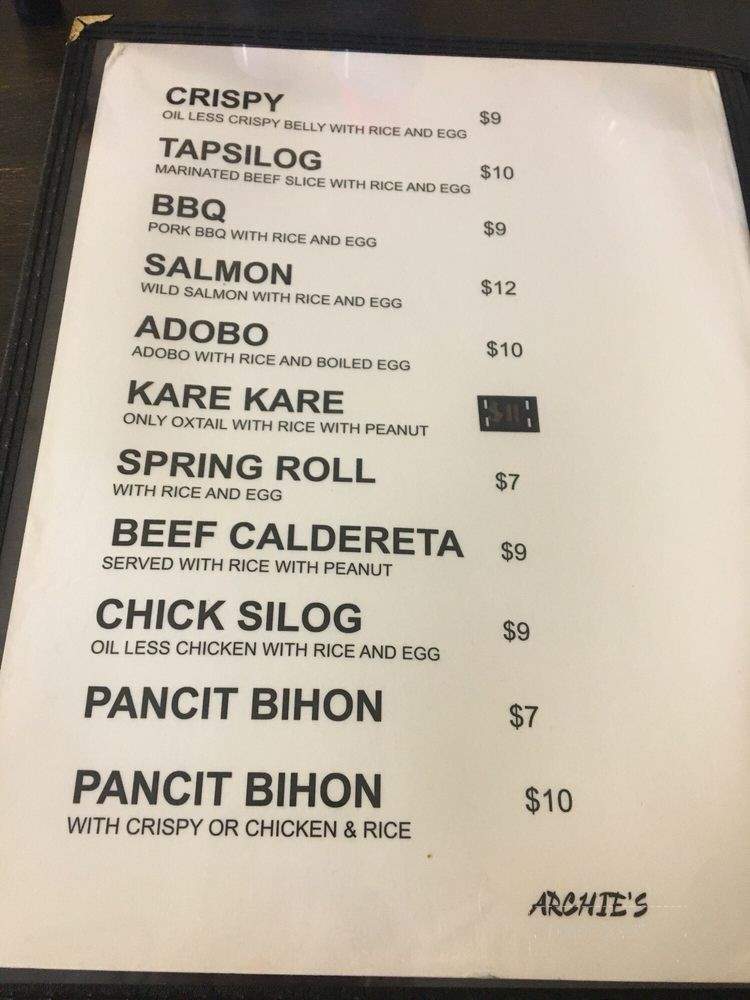 CRISPY
OIL LESS CRISPY BELLY WITH RICE AND EGG
$9
TAPSILOG
MARINATED BEEF SLICE WITH RICE AND EGG
$10
BBQ
PORK BBQ WITH RICE AND EGG
$9
SALMON
WILD SALMON WITH RICE AND EGG
$12
ADOBO
ADOBO WITH RICE AND BOILED EGG
$10
KARE KARE
ONLY OXTAIL WITH RICE WITH PEANUT
SPRING ROLL
WITH RICE AND EGG
$7
BEEF CALDERETA
SERVED WITH RICE WITH PEANUT
$9
CHICK SILOG
OIL LESS CHICKEN WITH RICE AND EGG
$9
PANCIT BIHON
$7
PANCIT BIHON
WITH CRISPY OR CHICKEN & RICE
$10
ARCHIE'S